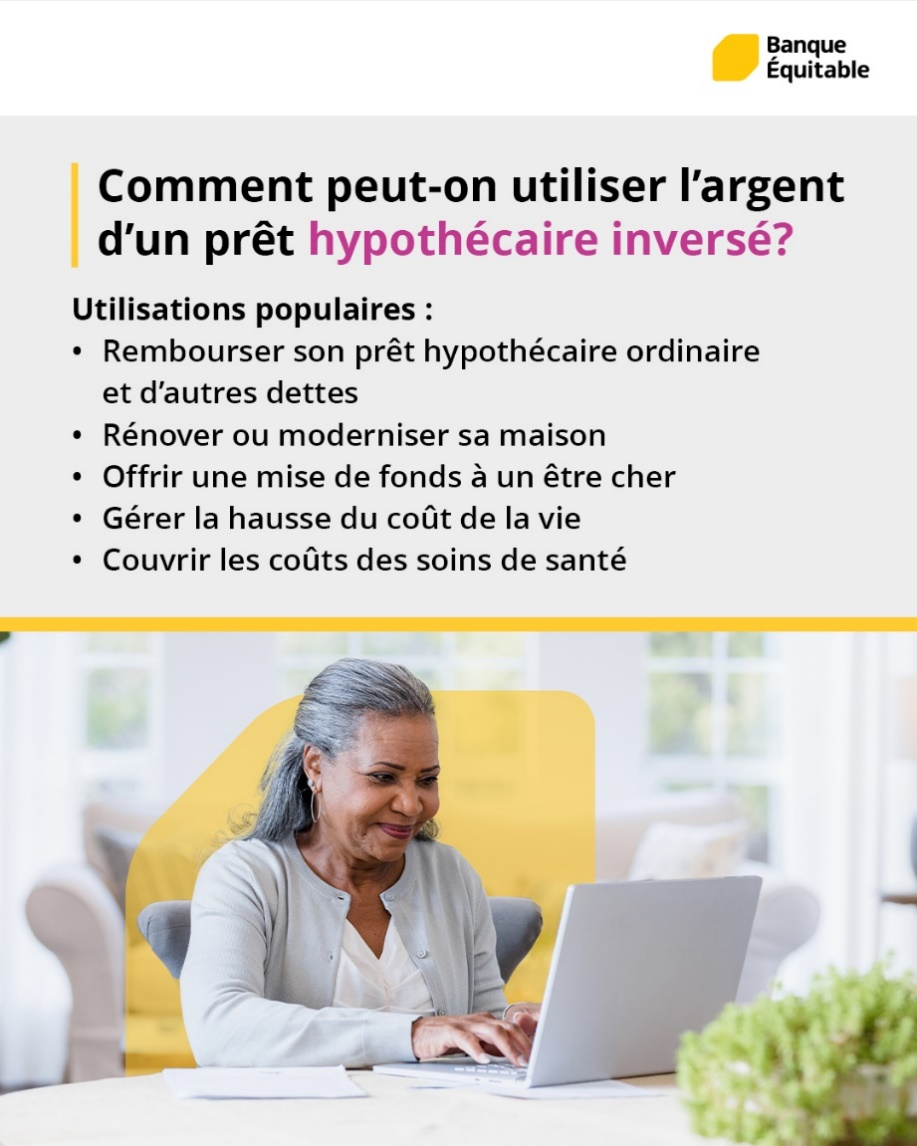 Banque
Équitable
Comment peut-on utiliser l’argent
d’un prêt hypothécaire inversé?
Utilisations populaires :
• Rembourser son prêt hypothécaire ordinaire
et d’autres dettes
• Rénover ou moderniser sa maison
• Offrir une mise de fonds à un être cher
• Gérer la hausse du coût de la vie
• Couvrir les coûts des soins de santé